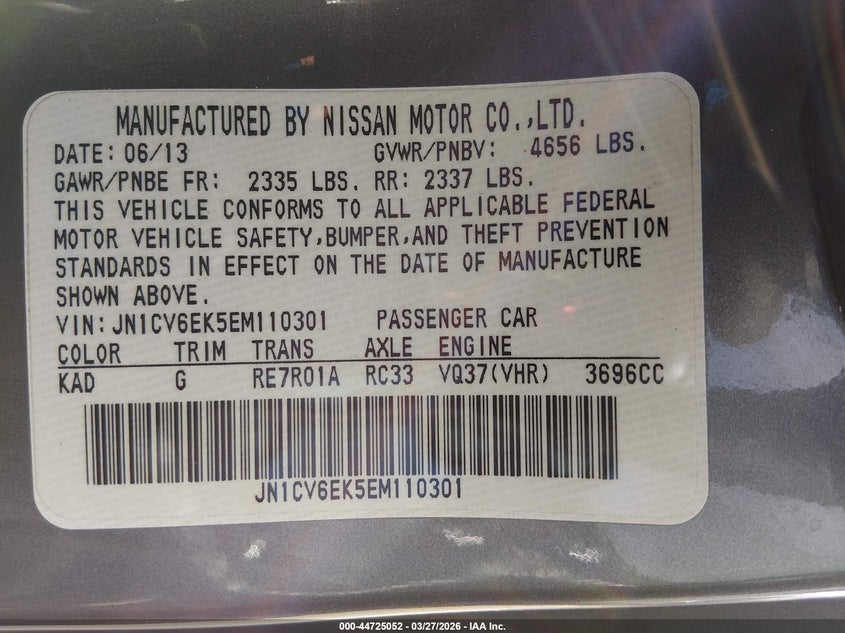 MANUFACTURED BY NISSAN MOTOR CO.,LTD.
DATE: 06/13 GVWR/PNBV: 4656 LBS.
GAWR/PNBE FR: 2335 LBS. RR: 2337 LBS.
THIS VEHICLE CONFORMS TO ALL APPLICABLE FEDERAL
MOTOR VEHICLE SAFETY,BUMPER,AND THEFT PREVENTION
STANDARDS IN EFFECT ON THE DATE OF MANUFACTURE
SHOWN ABOVE.
VIN: JN1CV6EK5EM110301 PASSENGER CAR
COLOR TRIM TRANS AXLE ENGINE
KAD G RE7R01A RC33 VQ37(VHR) 3696CC
JN1CV6EK5EM110301
000-44725052 — 03/27/2026 — IAA Inc.